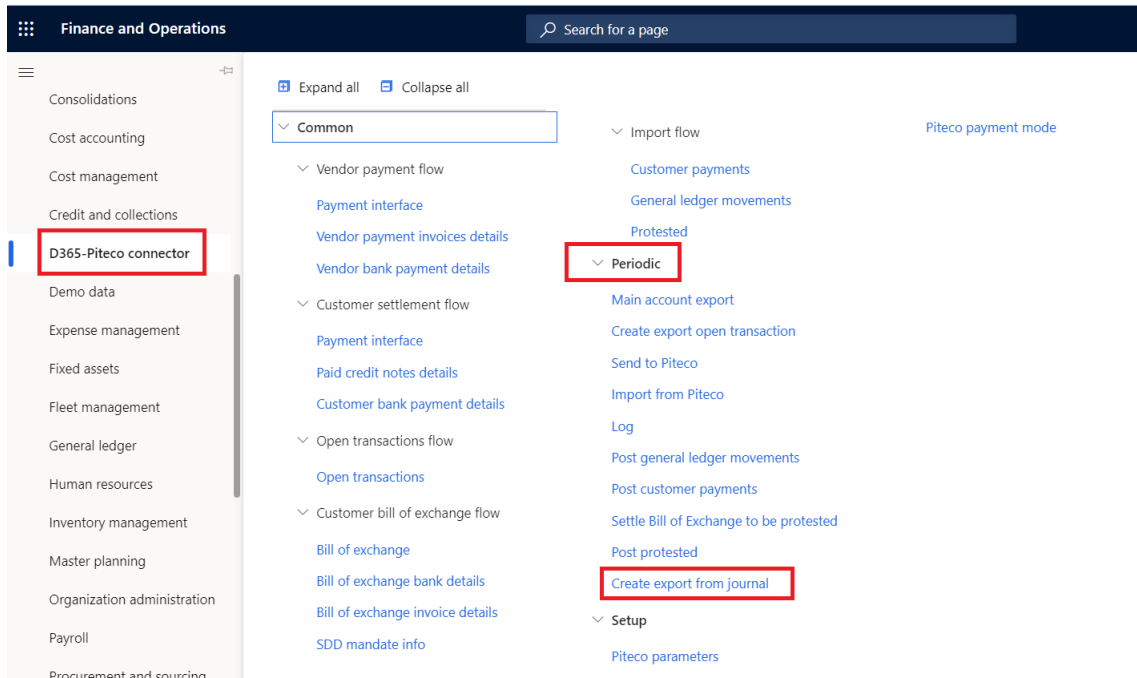 Finance and Operations
Search for a page
Consolidations
Cost accounting
Cost management
Credit and collections
D365-Piteco connector
Demo data
Expense management
Fixed assets
Fleet management
General ledger
Human resources
Inventory management
Master planning
Organization administration
Payroll
Procurement and sourcing
Expand all
Collapse all
Common
Vendor payment flow
Payment interface
Vendor payment invoices details
Vendor bank payment details
Customer settlement flow
Payment interface
Paid credit notes details
Customer bank payment details
Open transactions flow
Open transactions
Customer bill of exchange flow
Bill of exchange
Bill of exchange bank details
Bill of exchange invoice details
SDD mandate info
Import flow
Customer payments
General ledger movements
Protested
Periodic
Main account export
Create export open transaction
Send to Piteco
Import from Piteco
Log
Post general ledger movements
Post customer payments
Settle Bill of Exchange to be protested
Post protested
Create export from journal
Setup
Piteco parameters
Piteco payment mode